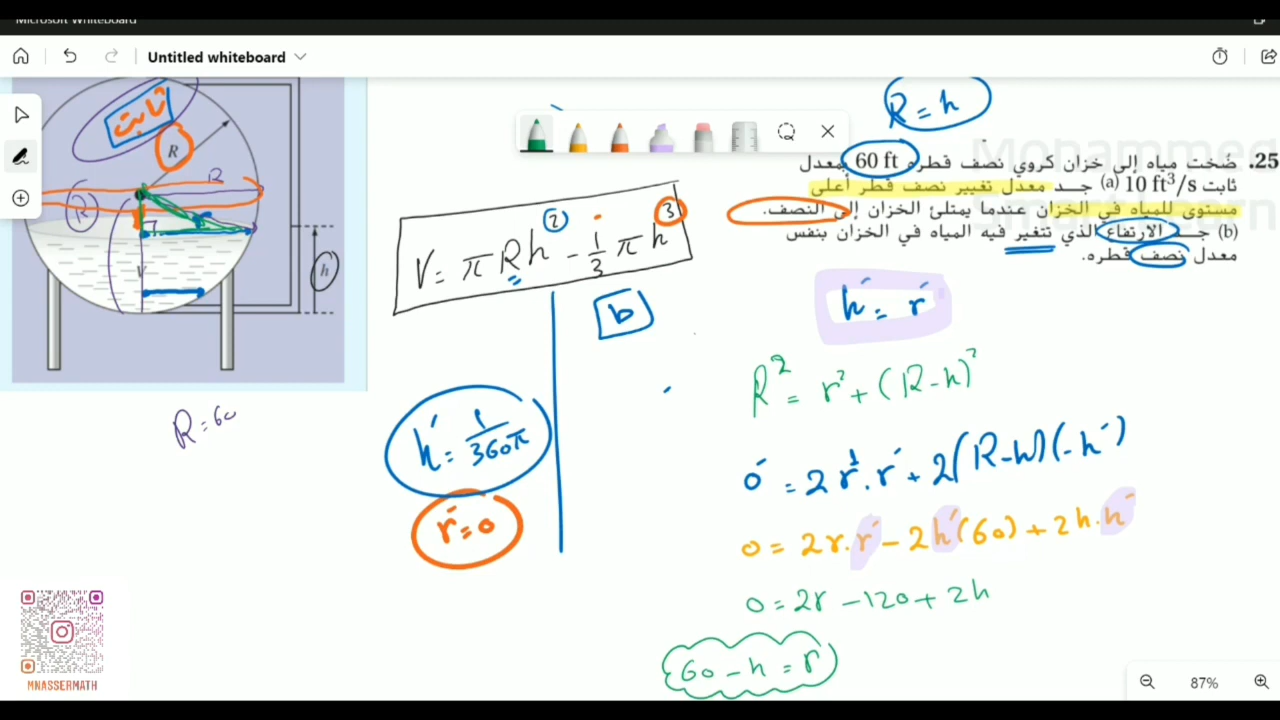 Microsoft Whiteboard
Untitled whiteboard
R = h
.25 ضُخت مياه إلى خزان كروي نصف قطره 60 ft بمعدل
ثابت 10 ft³/s (a) جد معدل تغيير نصف قطر أعلى
مستوى للمياه في الخزان عندما يمتلئ الخزان إلى النصف.
(b) جد الارتفاع الذي تتغير فيه المياه في الخزان بنفس
معدل نصف قطره.
ثابت
R
R
(R)
h
R = 60
V = πRh² - 1/3 πh³
b
h' = 1/360π
r' = 0
h' = r'
R² = r² + (R-h)²
0 = 2r¹.r' + 2(R-h)(-h')
0 = 2r.r' - 2h'(60) + 2h.h'
0 = 2r - 120 + 2h
60 - h = r
MNASSERMATH
87%